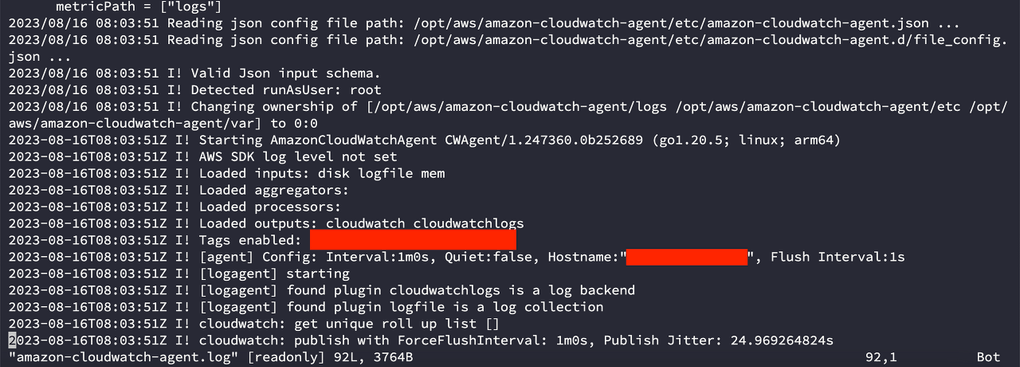 metricPath = ["logs"]
2023/08/16 08:03:51 Reading json config file path: /opt/aws/amazon-cloudwatch-agent/etc/amazon-cloudwatch-agent.json ...
2023/08/16 08:03:51 Reading json config file path: /opt/aws/amazon-cloudwatch-agent/etc/amazon-cloudwatch-agent.d/file_config.
json ...
2023/08/16 08:03:51 I! Valid Json input schema.
2023/08/16 08:03:51 I! Detected runAsUser: root
2023/08/16 08:03:51 I! Changing ownership of [/opt/aws/amazon-cloudwatch-agent/logs /opt/aws/amazon-cloudwatch-agent/etc /opt/
aws/amazon-cloudwatch-agent/var] to 0:0
2023-08-16T08:03:51Z I! Starting AmazonCloudWatchAgent CWAgent/1.247360.0b252689 (go1.20.5; linux; arm64)
2023-08-16T08:03:51Z I! AWS SDK log level not set
2023-08-16T08:03:51Z I! Loaded inputs: disk logfile mem
2023-08-16T08:03:51Z I! Loaded aggregators:
2023-08-16T08:03:51Z I! Loaded processors:
2023-08-16T08:03:51Z I! Loaded outputs: cloudwatch cloudwatchlogs
2023-08-16T08:03:51Z I! Tags enabled:
2023-08-16T08:03:51Z I! [agent] Config: Interval:1m0s, Quiet:false, Hostname:"", Flush Interval:1s
2023-08-16T08:03:51Z I! [logagent] starting
2023-08-16T08:03:51Z I! [logagent] found plugin cloudwatchlogs is a log backend
2023-08-16T08:03:51Z I! [logagent] found plugin logfile is a log collection
2023-08-16T08:03:51Z I! cloudwatch: get unique roll up list []
2023-08-16T08:03:51Z I! cloudwatch: publish with ForceFlushInterval: 1m0s, Publish Jitter: 24.969264824s
"amazon-cloudwatch-agent.log" [readonly] 92L, 3764B 92,1 Bot